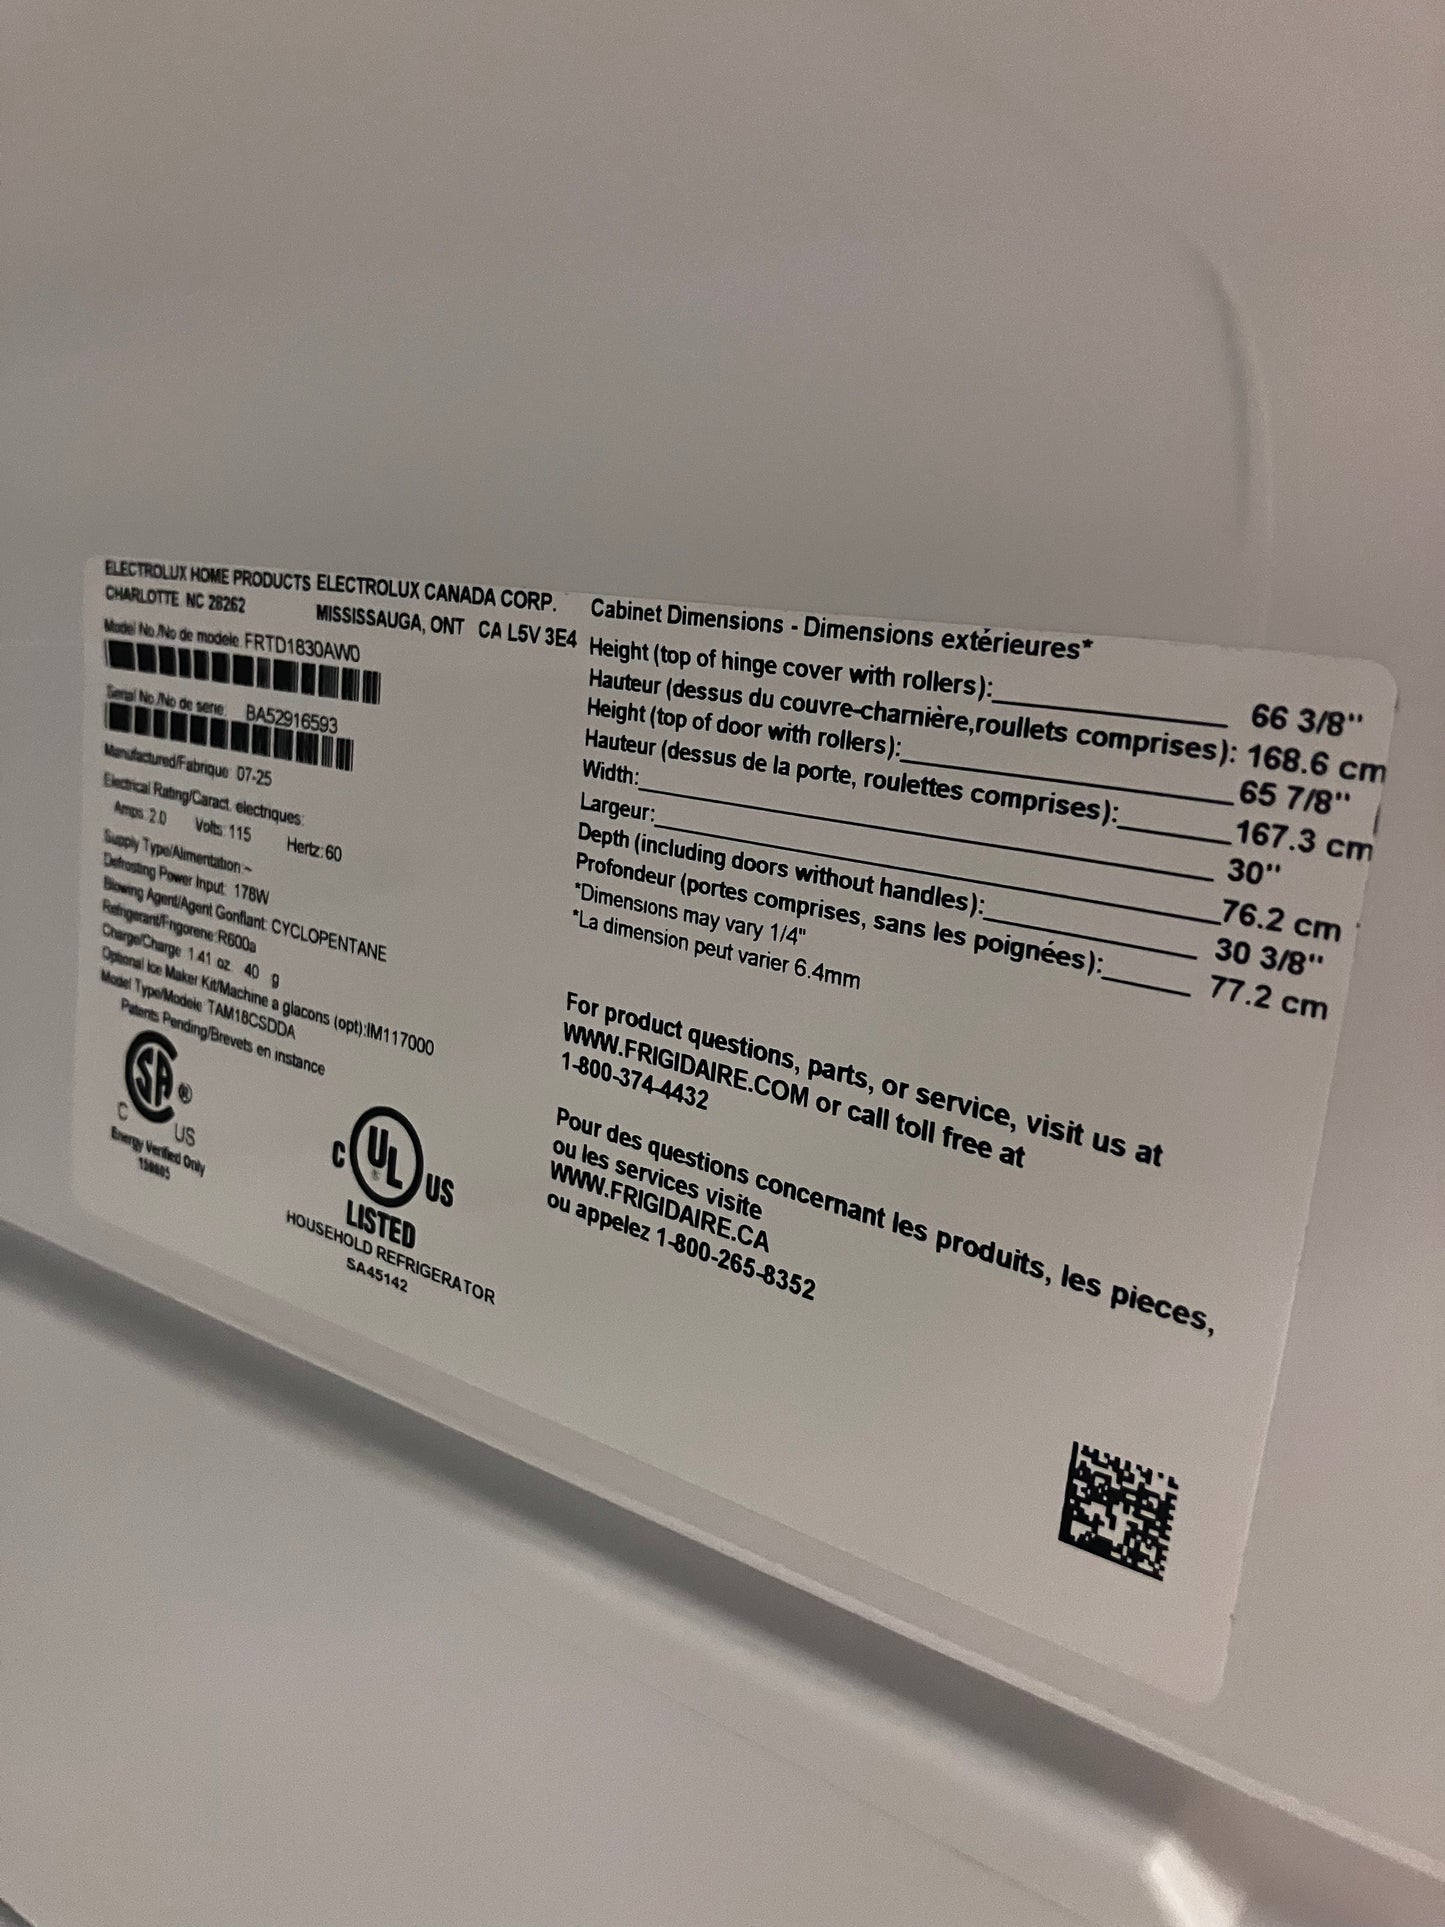 ELECTROLUX HOME PRODUCTS ELECTROLUX CANADA CORP.
CHARLOTTE NC 28262 MISSISSAUGA, ONT CA L5V 3E4
Model No./No de modele FRTD1830AW0
Serial No./No de serie: BA52916593
Manufactured/Fabrique 07-25
Electrical Rating/Caract. electriques:
Amps 2.0 Volts 115 Hertz: 60
Supply Type/Alimentation:~
Defrosting Power Input: 178W
Blowing Agent/Agent Gonflant: CYCLOPENTANE
Refrigerant/Frigorene:R600a
Charge/Charge 1.41 oz 40 g
Optional Ice Maker Kit/Machine a glacons (opt):IM117000
Model Type/Modele TAM18CSDDA
Patents Pending/Brevets en instance
SA ®
C US
Energy Verified Only
C UL ® US
LISTED
HOUSEHOLD REFRIGERATOR
SA45142
Cabinet Dimensions - Dimensions extérieures*
Height (top of hinge cover with rollers): 66 3/8"
Hauteur (dessus du couvre-charnière,roullets comprises): 168.6 cm
Height (top of door with rollers): 65 7/8"
Hauteur (dessus de la porte, roulettes comprises): 167.3 cm
Width: 30"
Largeur: 76.2 cm
Depth (including doors without handles): 30 3/8"
Profondeur (portes comprises, sans les poignées): 77.2 cm
*Dimensions may vary 1/4"
*La dimension peut varier 6.4mm
For product questions, parts, or service, visit us at
WWW.FRIGIDAIRE.COM or call toll free at
1-800-374-4432
Pour des questions concernant les produits, les pieces,
ou les services visite
WWW.FRIGIDAIRE.CA
ou appelez 1-800-265-8352